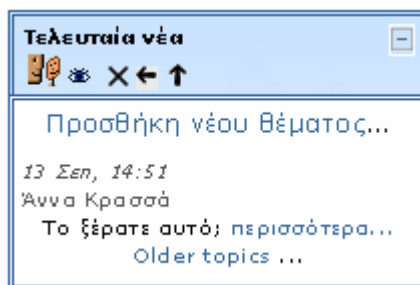 Τελευταία νέα
Προσθήκη νέου θέματος...
13 Σεπ, 14:51
Άννα Κρασσά
Το ξέρατε αυτό; περισσότερα...
Older topics ...